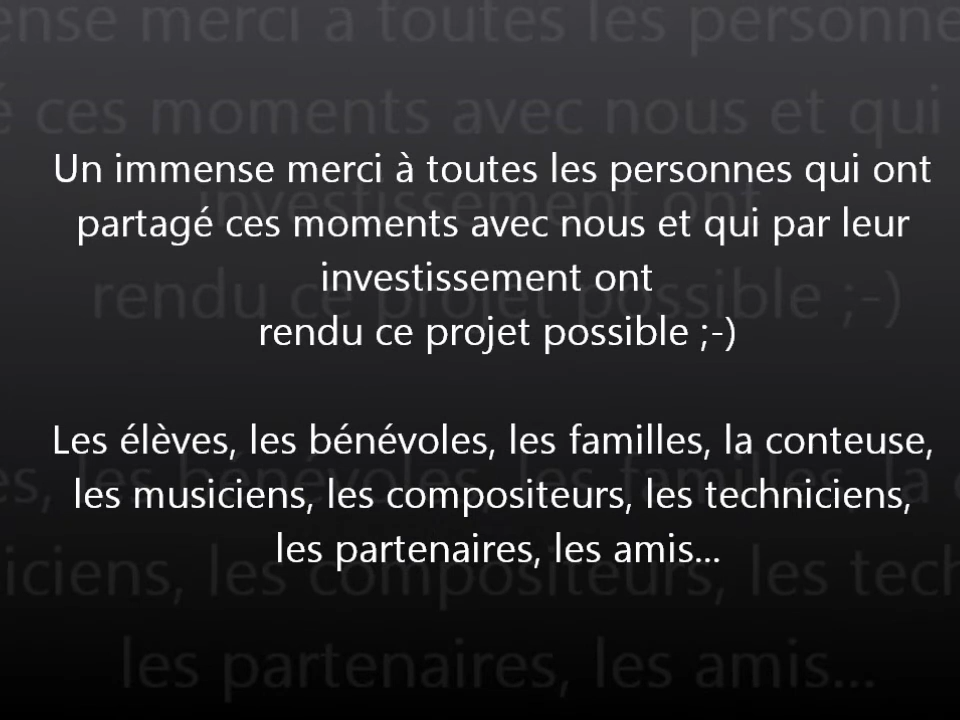 Un immense merci à toutes les personnes qui ont
partagé ces moments avec nous et qui par leur
investissement ont
rendu ce projet possible ;-)
Les élèves, les bénévoles, les familles, la conteuse,
les musiciens, les compositeurs, les techniciens,
les partenaires, les amis...